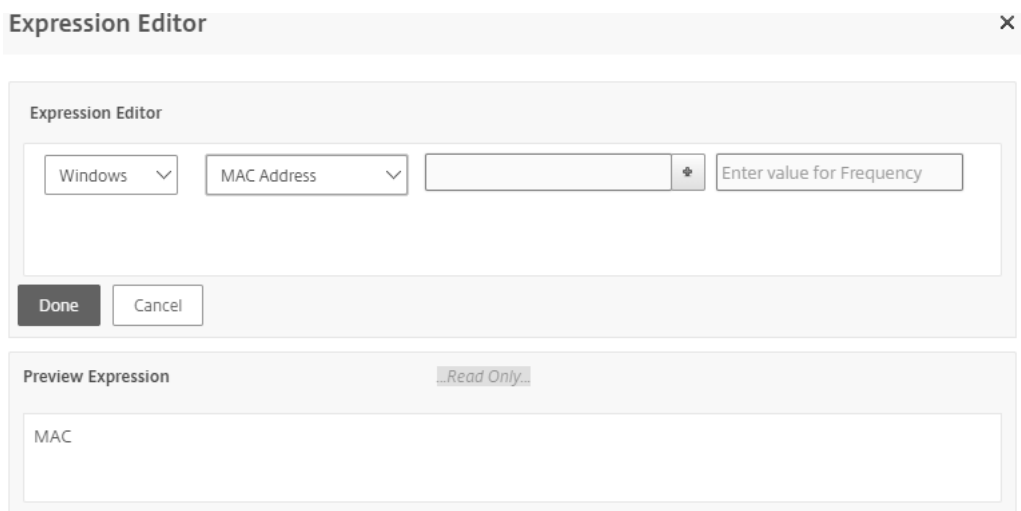 Expression Editor
Expression Editor
Windows MAC Address Enter value for Frequency
Done Cancel
Preview Expression ...Read Only...
MAC